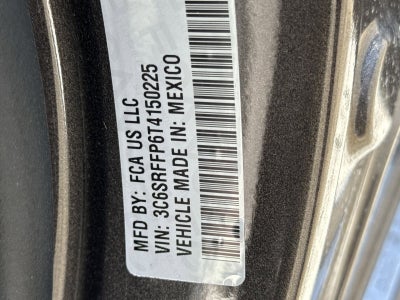 MFD BY: FCA US LLC
VIN: 3C6SRFFP6T4150225
VEHICLE MADE IN: MEXICO